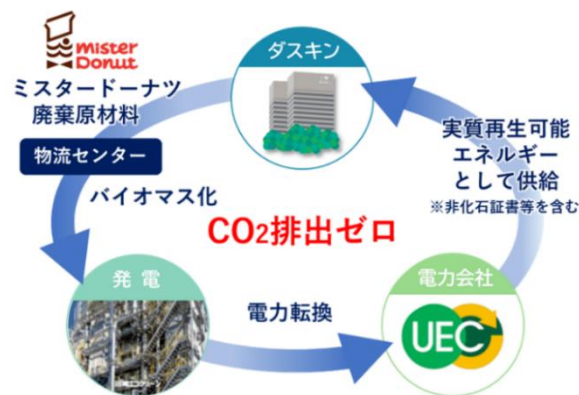 mister
Donut
ミスタードーナツ
廃棄原材料
物流センター
バイオマス化
ダスキン
実質再生可能
エネルギー
として供給
※非化石証書等を含む
CO2排出ゼロ
発電
電力転換
電力会社
UEC